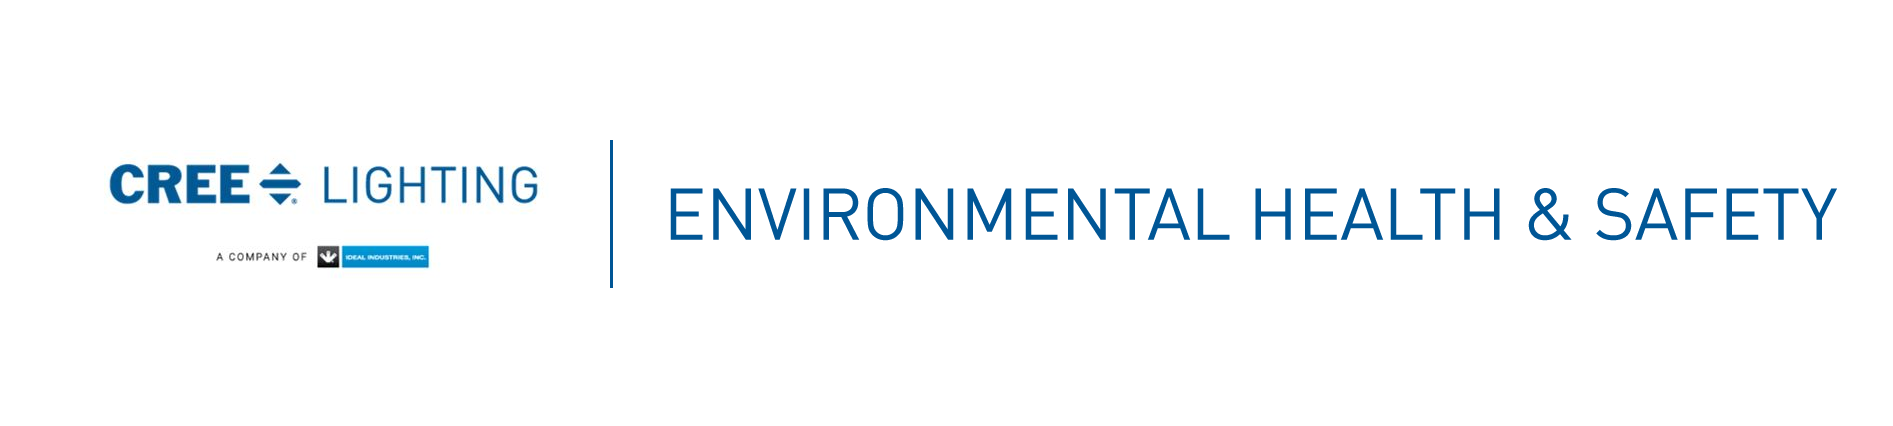 CREE LIGHTING
A COMPANY OF IDEAL INDUSTRIES, INC.
ENVIRONMENTAL HEALTH & SAFETY